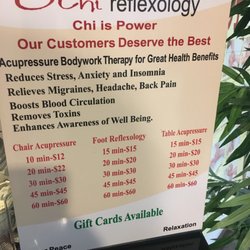 Chi reflexology
Chi is Power
Our Customers Deserve the Best
Acupressure Bodywork Therapy for Great Health Benefits
Reduces Stress, Anxiety and Insomnia
Relieves Migraines, Headache, Back Pain
Boosts Blood Circulation
Removes Toxins
Enhances Awareness of Well Being.
Chair Acupressure Foot Reflexology Table Acupressure
10 min-$12 15 min-$15 15 min-$15
20 min-$22 20 min-$20 20 min-$20
30 min-$33 30 min-$30 30 min-$30
45 min-$45 45 min-$45 45 min-$45
60 min-$60 60 min-$60 60 min-$60
Gift Cards Available
Peace Relaxation